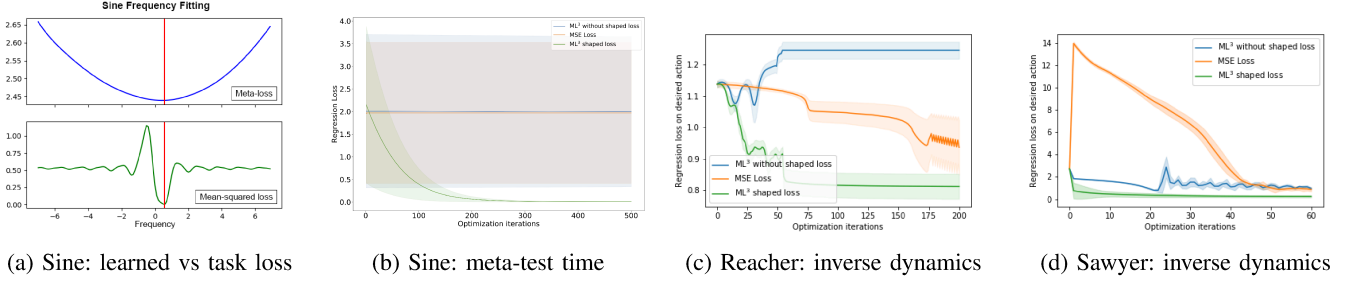 Sine Frequency Fitting
2.65
2.60
2.55
2.50
2.45
Meta-loss
1.00
0.75
0.50
0.25
0.00
Mean-squared loss
−6 −4 −2 0 2 4 6
Frequency
(a) Sine: learned vs task loss
4.0
3.5
3.0
2.5
2.0
1.5
1.0
0.5
0.0
Regression Loss
ML³ without shaped loss
MSE Loss
ML³ shaped loss
0 100 200 300 400 500
Optimization iterations
(b) Sine: meta-test time
1.2
1.1
1.0
0.9
0.8
Regression loss on desired action
ML³ without shaped loss
MSE Loss
ML³ shaped loss
0 25 50 75 100 125 150 175 200
Optimization iterations
(c) Reacher: inverse dynamics
14
12
10
8
6
4
2
0
Regression loss on desired action
ML³ without shaped loss
MSE Loss
ML³ shaped loss
0 10 20 30 40 50 60
Optimization iterations
(d) Sawyer: inverse dynamics